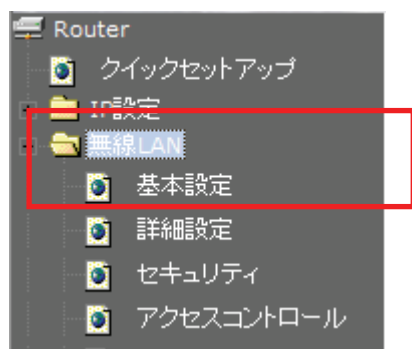 Router
クイックセットアップ
IP設定
無線LAN
基本設定
詳細設定
セキュリティ
アクセスコントロール